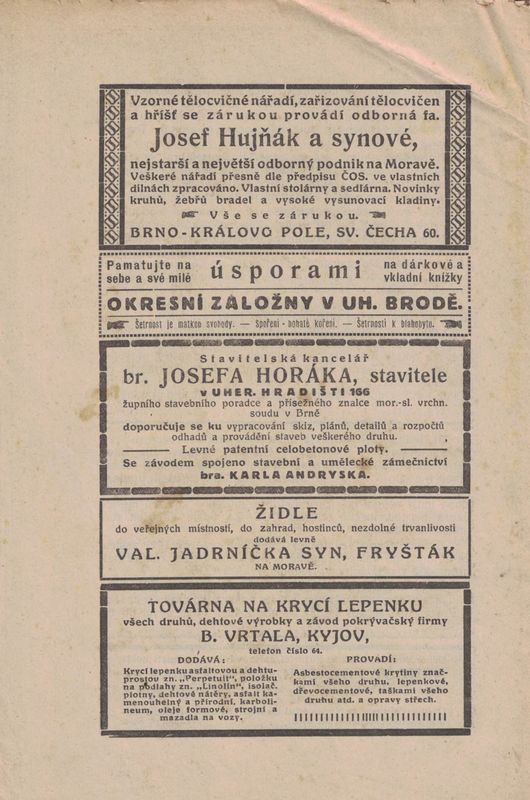 Vzorné tělocvičné nářadí, zařizování tělocvičen
a hříšť se zárukou provádí odborná fa.
Josef Hujňák a synové,
nejstarší a největší odborný podnik na Moravě.
Veškeré nářadí přesně dle předpisu ČOS. ve vlastních
dílnách zpracováno. Vlastní stolárny a sedlárna. Novinky
kruhů, žebřů bradel a vysoké vysunovací kladiny.
Vše se zárukou.
BRNO-KRÁLOVO POLE, SV. ČECHA 60.
Pamatujte na
sebe a své milé
úsporami
na dárkové a
vkladní knížky
OKRESNÍ ZÁLOŽNY V UH. BRODĚ.
Šetrnost je matkou svobody. — Spoření - bohaté kořeni. — Šetrností k blahobytu.
Stavitelská kancelář
br. JOSEFA HORÁKA, stavitele
v UHER. HRADIŠTI 166
župního stavebního poradce a přísežného znalce mor.-sl. vrchn.
soudu v Brně
doporučuje se ku vypracování skiz, plánů, detailů a rozpočtů
odhadů a provádění staveb veškerého druhu.
Levné patentní celobetonové ploty.
Se závodem spojeno stavební a umělecké zámečnictví
bra. KARLA ANDRYSKA.
ŽIDLE
do veřejných místností, do zahrad, hostinců, nezdolné trvanlivosti
dodává levně
VAL. JADRNÍČKA SYN, FRYŠTÁK
NA MORAVĚ.
TOVÁRNA NA KRYCÍ LEPENKU
všech druhů, dehtové výrobky a závod pokrývačský firmy
B. VRTALA, KYJOV,
telefon číslo 64.
DODÁVÁ:
Krycí lepenku asfaltovou a dehtu-
prostou zn. „Perpetuit“, položku
na podlahy zn. „Linolin“, isolač.
plotny, dehtové nátěry, asfalt ka-
menouhelný a přírodní, karboli-
neum, oleje formové, strojní a
mazadla na vozy.
PROVÁDÍ:
Asbestocementové krytiny znač-
kami všeho druhu, lepenkové,
dřevocementové, taškami všeho
druhu atd. a opravy střech.